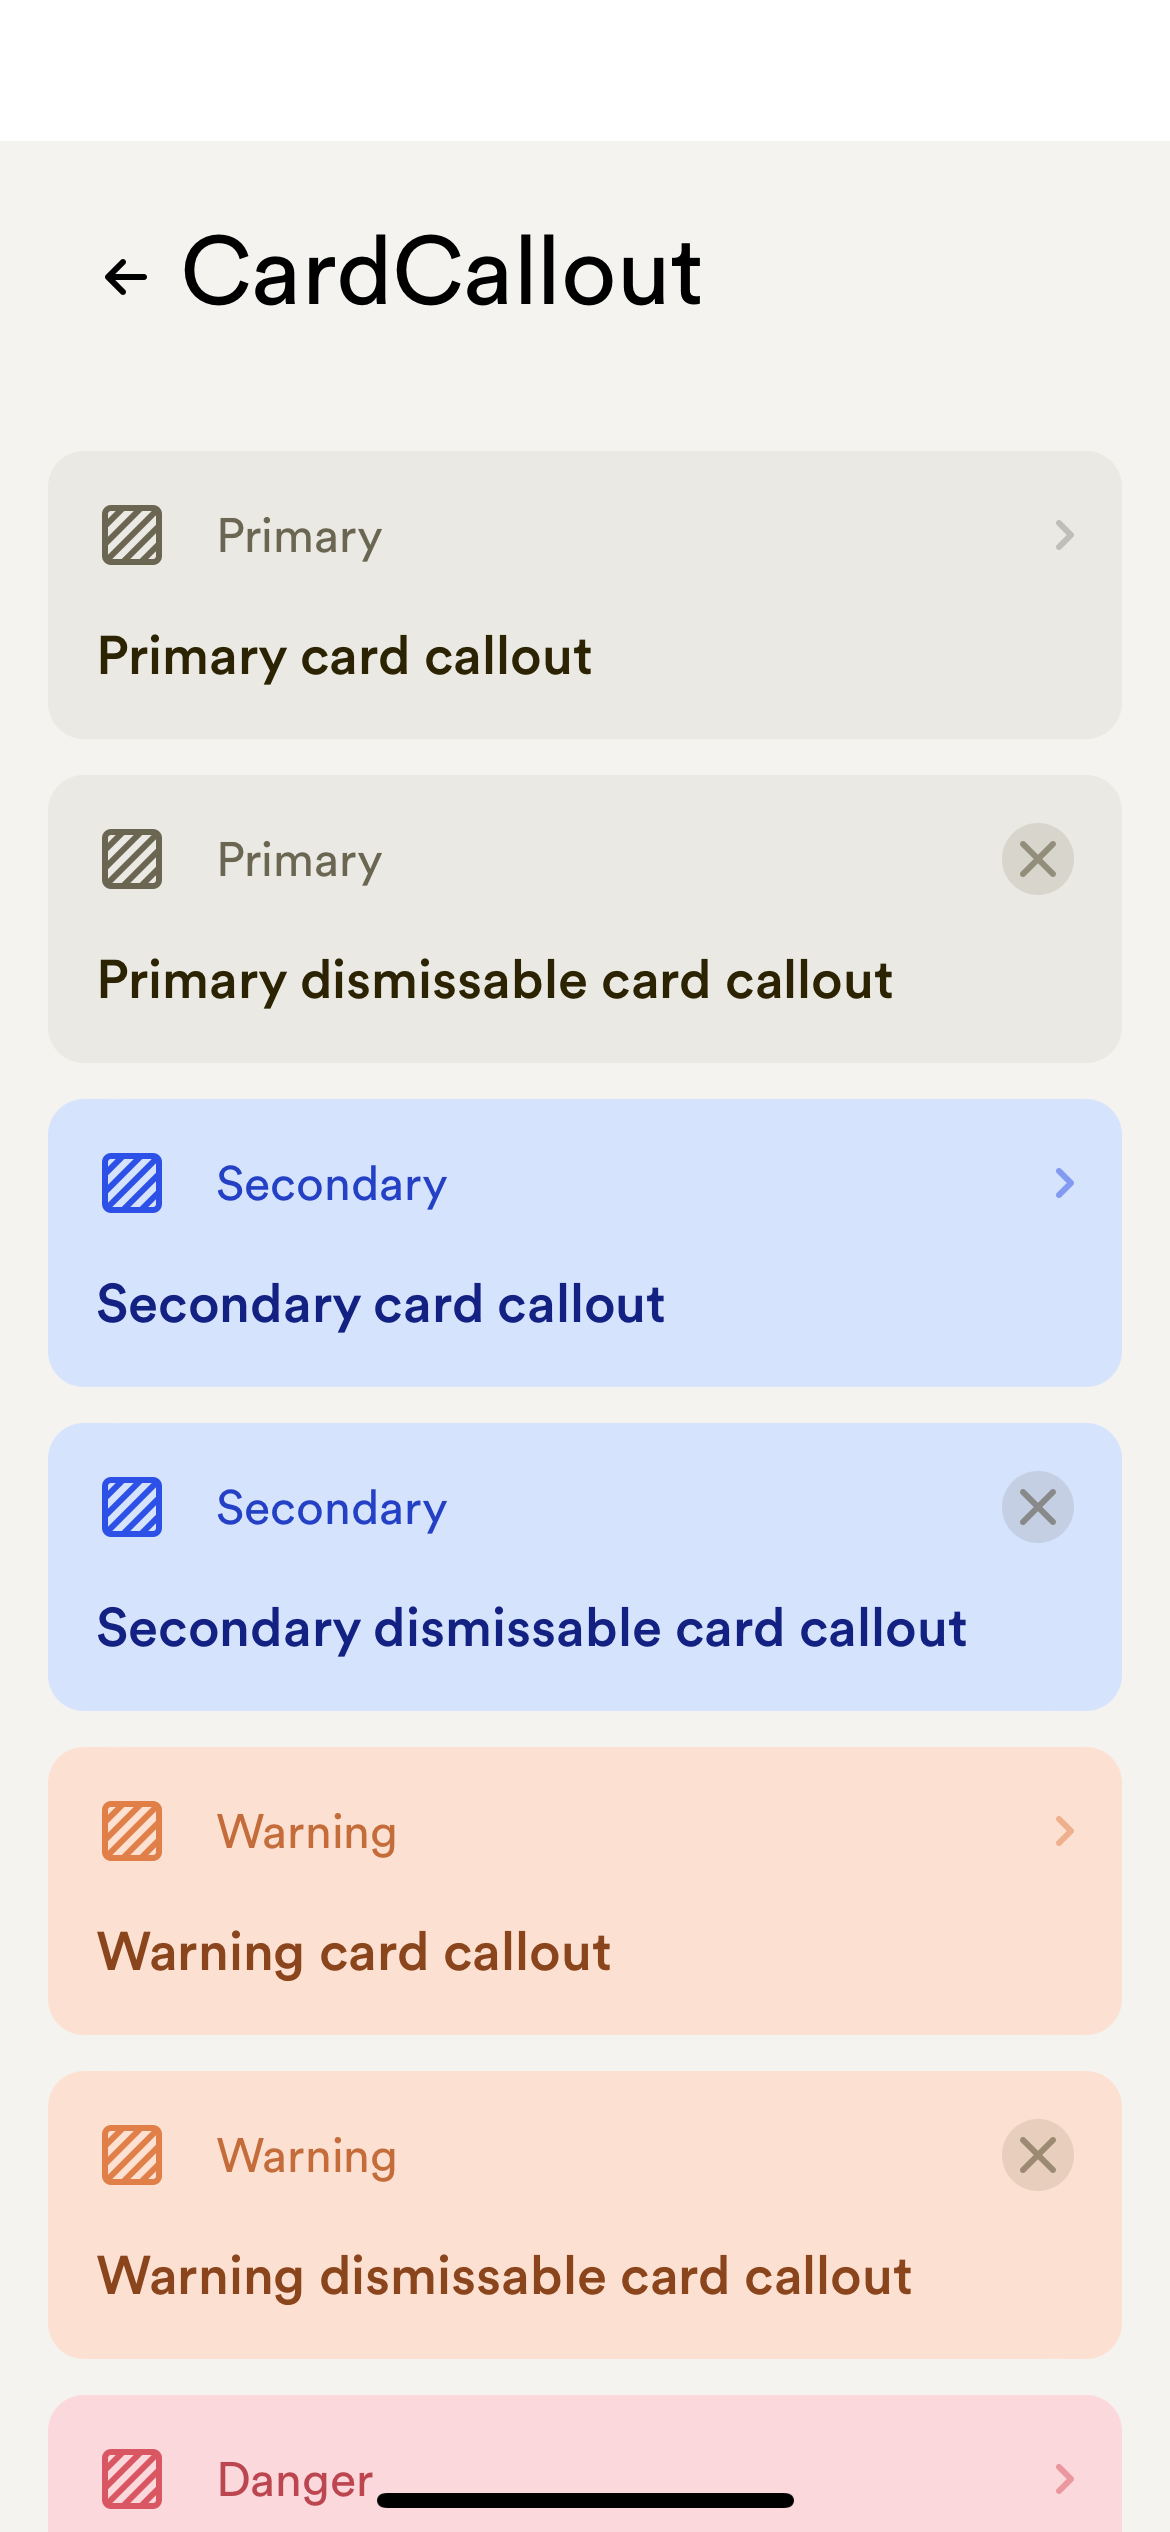 CardCallout
Primary
Primary card callout
Primary
Primary dismissable card callout
Secondary
Secondary card callout
Secondary
Secondary dismissable card callout
Warning
Warning card callout
Warning
Warning dismissable card callout
Danger